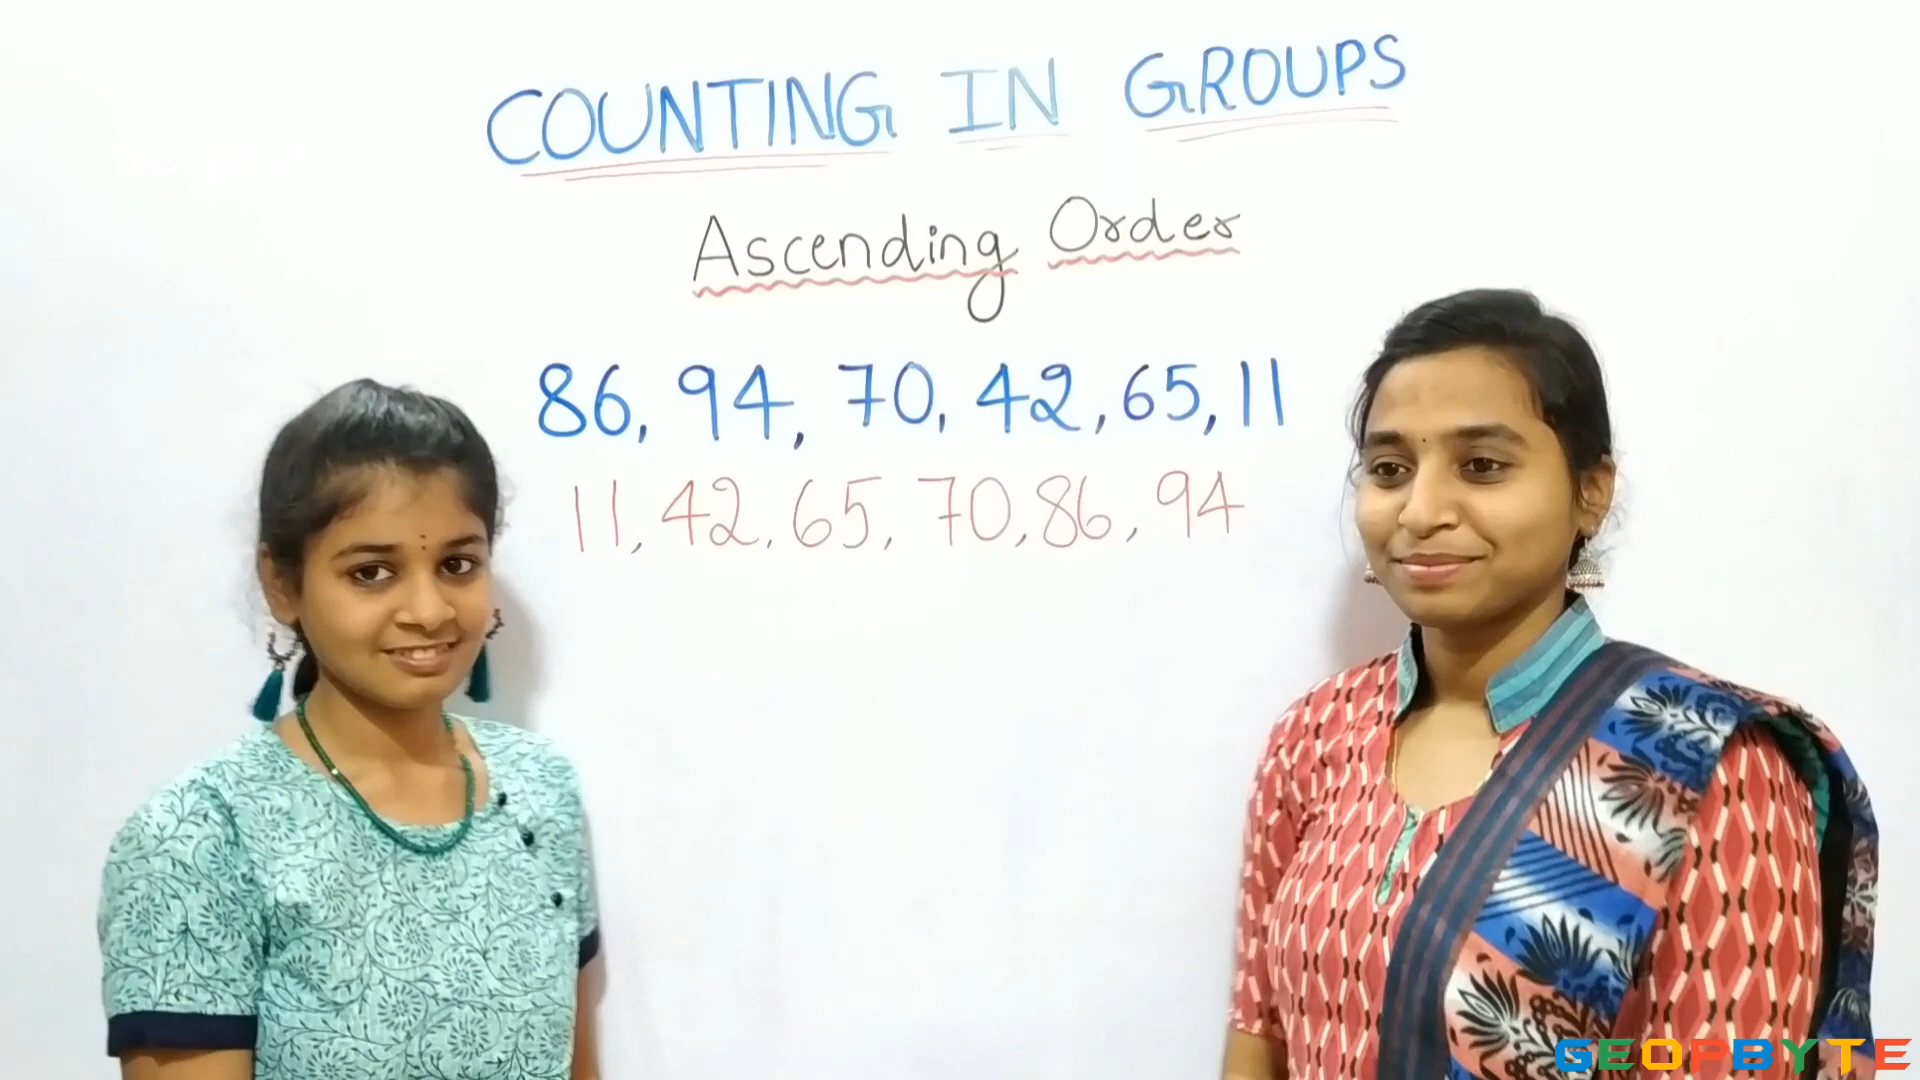 COUNTING IN GROUPS
Ascending Order
86, 94, 70, 42, 65, 11
11, 42, 65, 70, 86, 94
GEOPBYTE